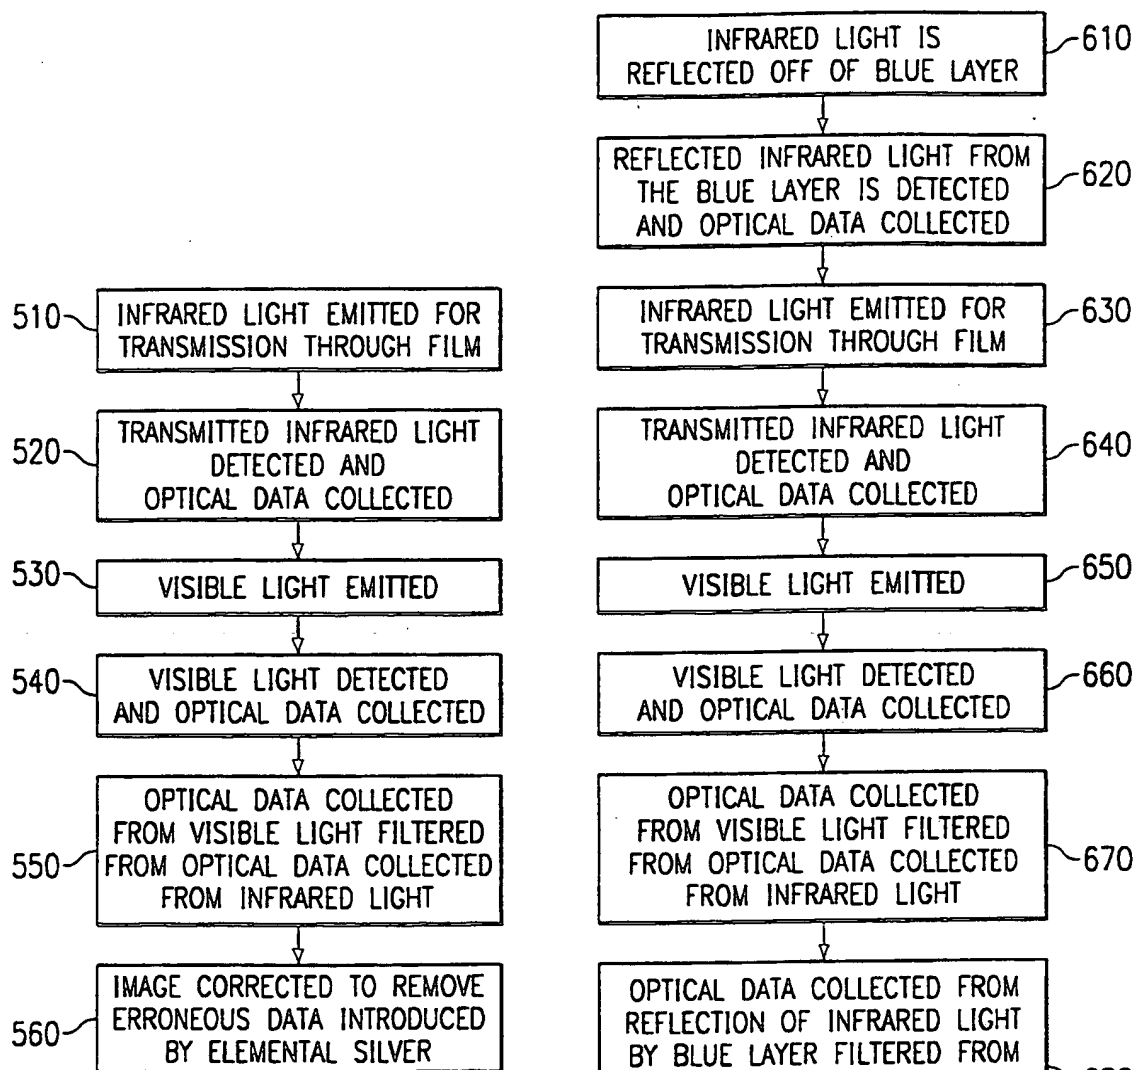 510
INFRARED LIGHT EMITTED FOR
TRANSMISSION THROUGH FILM
520
TRANSMITTED INFRARED LIGHT
DETECTED AND
OPTICAL DATA COLLECTED
530
VISIBLE LIGHT EMITTED
540
VISIBLE LIGHT DETECTED
AND OPTICAL DATA COLLECTED
550
OPTICAL DATA COLLECTED
FROM VISIBLE LIGHT FILTERED
FROM OPTICAL DATA COLLECTED
FROM INFRARED LIGHT
560
IMAGE CORRECTED TO REMOVE
ERRONEOUS DATA INTRODUCED
BY ELEMENTAL SILVER
INFRARED LIGHT IS
REFLECTED OFF OF BLUE LAYER
610
REFLECTED INFRARED LIGHT FROM
THE BLUE LAYER IS DETECTED
AND OPTICAL DATA COLLECTED
620
INFRARED LIGHT EMITTED FOR
TRANSMISSION THROUGH FILM
630
TRANSMITTED INFRARED LIGHT
DETECTED AND
OPTICAL DATA COLLECTED
640
VISIBLE LIGHT EMITTED
650
VISIBLE LIGHT DETECTED
AND OPTICAL DATA COLLECTED
660
OPTICAL DATA COLLECTED
FROM VISIBLE LIGHT FILTERED
FROM OPTICAL DATA COLLECTED
FROM INFRARED LIGHT
670
OPTICAL DATA COLLECTED FROM
REFLECTION OF INFRARED LIGHT
BY BLUE LAYER FILTERED FROM